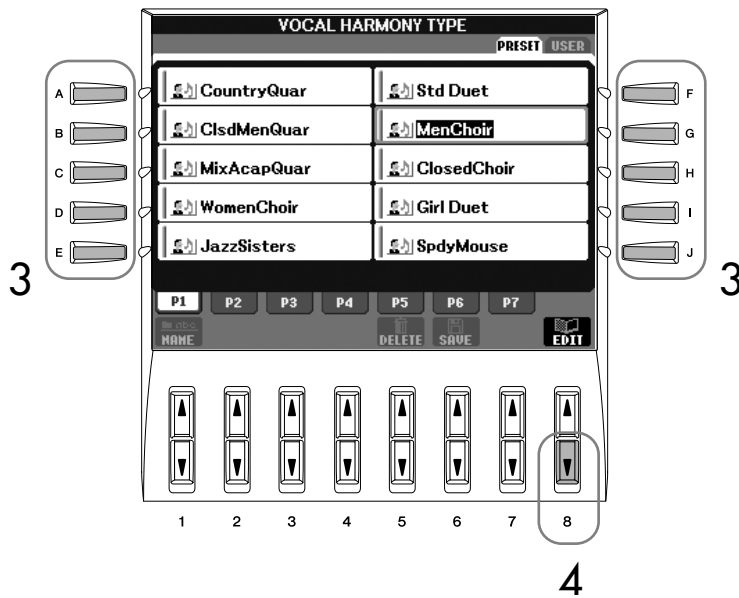 VOCAL HARMONY TYPE
PRESET USER
A CountryQuar Std Duet F
B ClsdMenQuar MenChoir G
C MixAcapQuar ClosedChoir H
D WomenChoir Girl Duet I
E JazzSisters SpdyMouse J
3 3
P1 P2 P3 P4 P5 P6 P7
abc
NAME DELETE SAVE EDIT
1 2 3 4 5 6 7 8
4